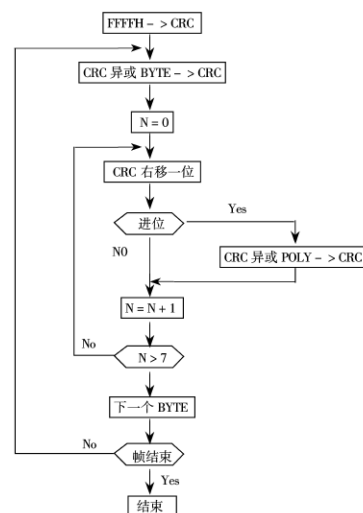 FFFFH - > CRC
CRC 异或 BYTE - > CRC
N = 0
CRC 右移一位
进位
Yes
N0
CRC 异或 POLY - > CRC
N = N + 1
No
N > 7
下一个 BYTE
No
帧结束
Yes
结束